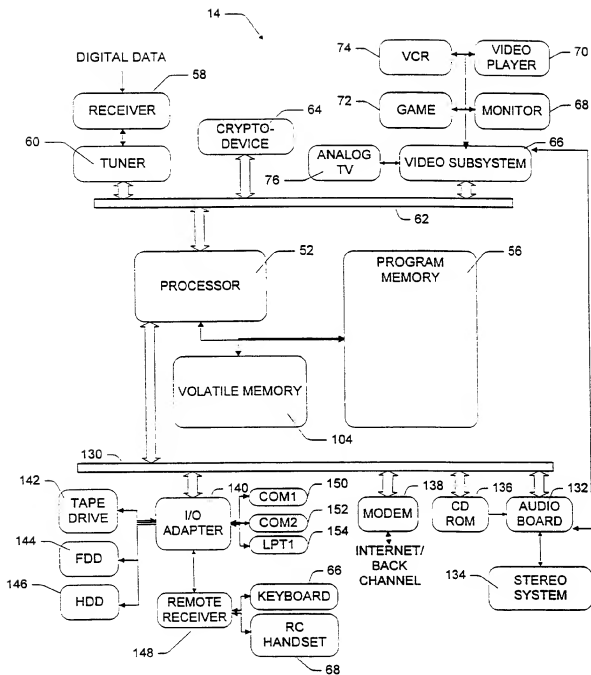 14
DIGITAL DATA
58
RECEIVER
60
TUNER
64
CRYPTO-
DEVICE
74
VCR
VIDEO
PLAYER
70
72
GAME
MONITOR
68
66
ANALOG
TV
76
VIDEO SUBSYSTEM
62
52
PROCESSOR
56
PROGRAM
MEMORY
VOLATILE MEMORY
104
130
142
TAPE
DRIVE
144
FDD
146
HDD
140
I/O
ADAPTER
150
COM1
152
COM2
154
LPT1
138
MODEM
INTERNET/
BACK
CHANNEL
136
CD
ROM
132
AUDIO
BOARD
134
STEREO
SYSTEM
REMOTE
RECEIVER
148
66
KEYBOARD
RC
HANDSET
68